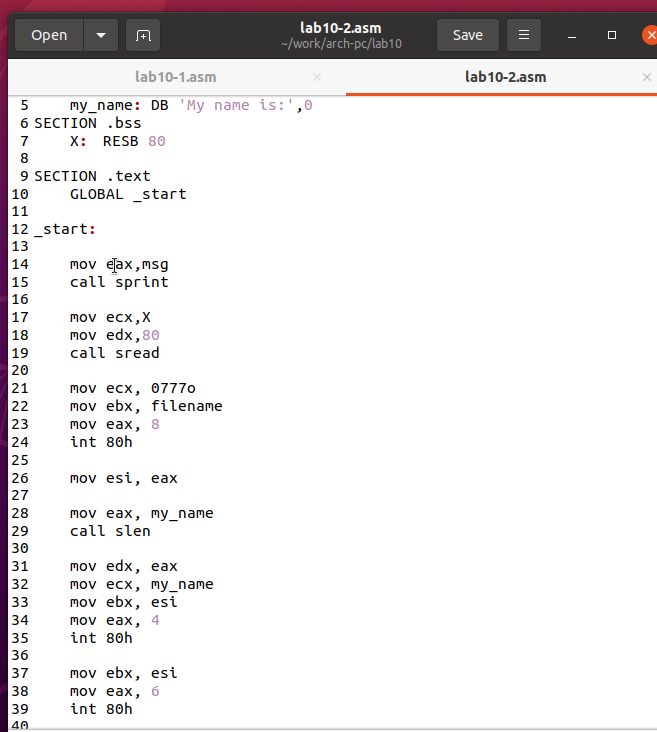 Open
lab10-2.asm
~/work/arch-pc/lab10
Save
lab10-1.asm ×
lab10-2.asm ×
5 my_name: DB 'My name is:',0
6 SECTION .bss
7 X: RESB 80
8
9 SECTION .text
10 GLOBAL _start
11
12 _start:
13
14 mov eax,msg
15 call sprint
16
17 mov ecx,X
18 mov edx,80
19 call sread
20
21 mov ecx, 0777o
22 mov ebx, filename
23 mov eax, 8
24 int 80h
25
26 mov esi, eax
27
28 mov eax, my_name
29 call slen
30
31 mov edx, eax
32 mov ecx, my_name
33 mov ebx, esi
34 mov eax, 4
35 int 80h
36
37 mov ebx, esi
38 mov eax, 6
39 int 80h
40